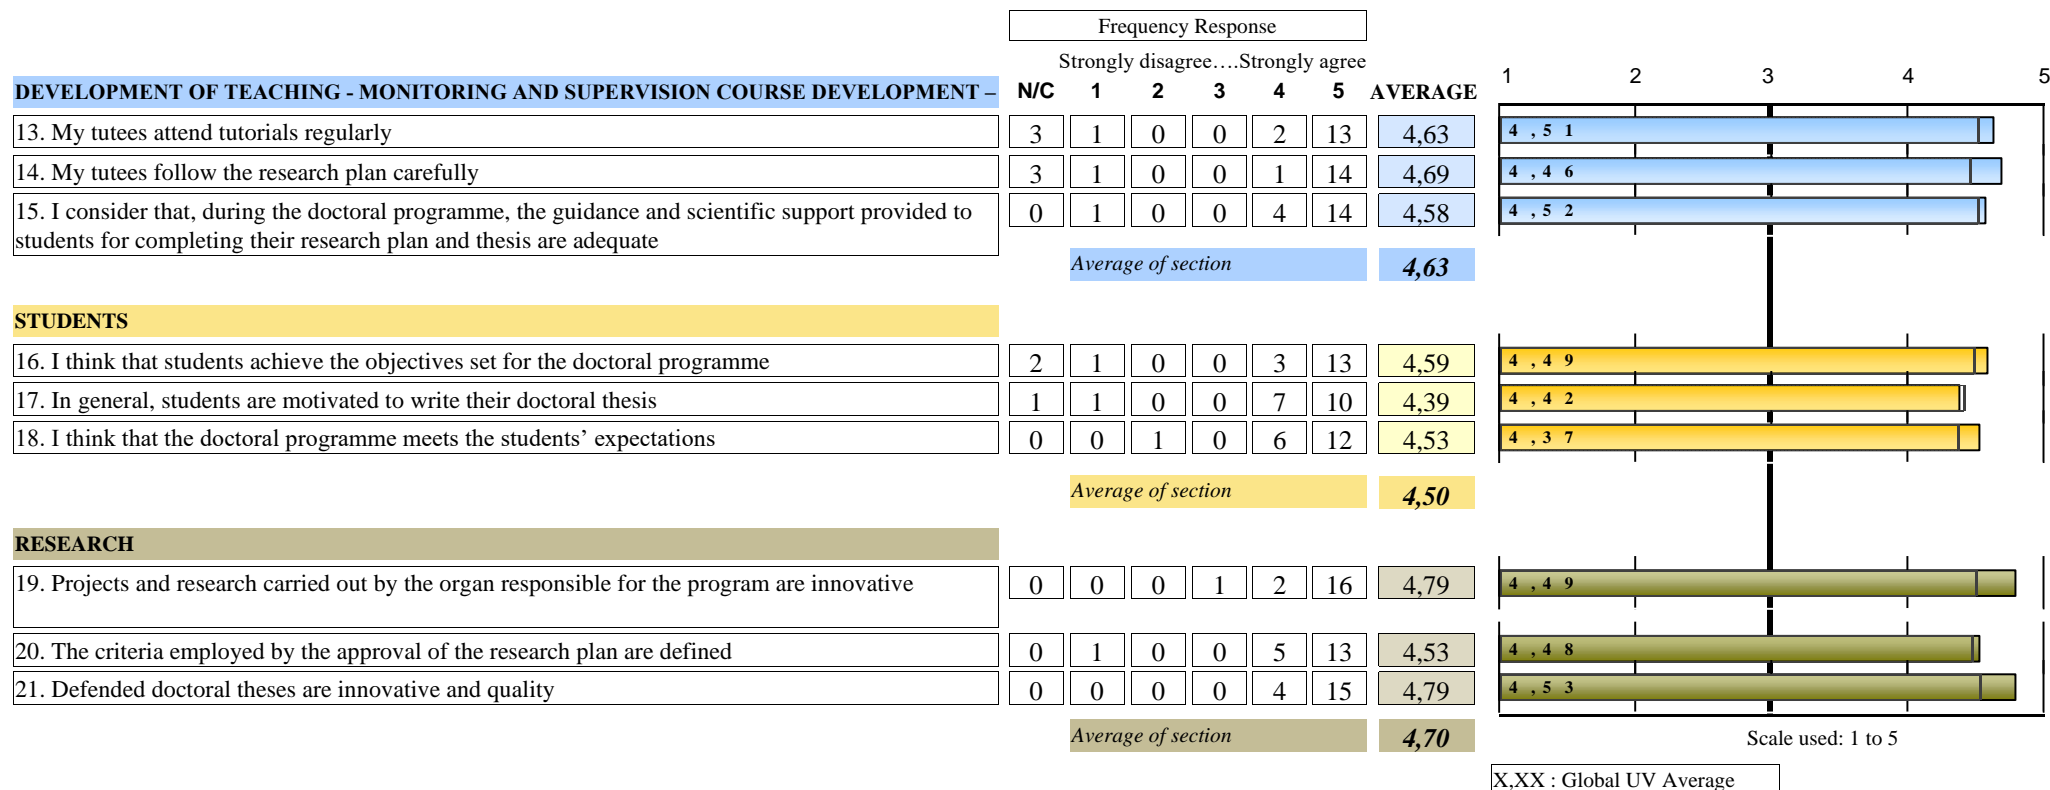 Frequency Response
Strongly disagree….Strongly agree
DEVELOPMENT OF TEACHING - MONITORING AND SUPERVISION COURSE DEVELOPMENT – N/C 1 2 3 4 5 AVERAGE 1 2 3 4 5
13. My tutees attend tutorials regularly 3 1 0 0 2 13 4,63 4,51
14. My tutees follow the research plan carefully 3 1 0 0 1 14 4,69 4,46
15. I consider that, during the doctoral programme, the guidance and scientific support provided to 0 1 0 0 4 14 4,58 4,52
students for completing their research plan and thesis are adequate
Average of section 4,63
STUDENTS
16. I think that students achieve the objectives set for the doctoral programme 2 1 0 0 3 13 4,59 4,49
17. In general, students are motivated to write their doctoral thesis 1 1 0 0 7 10 4,39 4,42
18. I think that the doctoral programme meets the students’ expectations 0 0 1 0 6 12 4,53 4,37
Average of section 4,50
RESEARCH
19. Projects and research carried out by the organ responsible for the program are innovative 0 0 0 1 2 16 4,79 4,49
20. The criteria employed by the approval of the research plan are defined 0 1 0 0 5 13 4,53 4,48
21. Defended doctoral theses are innovative and quality 0 0 0 0 4 15 4,79 4,53
Average of section 4,70
Scale used: 1 to 5
X,XX : Global UV Average